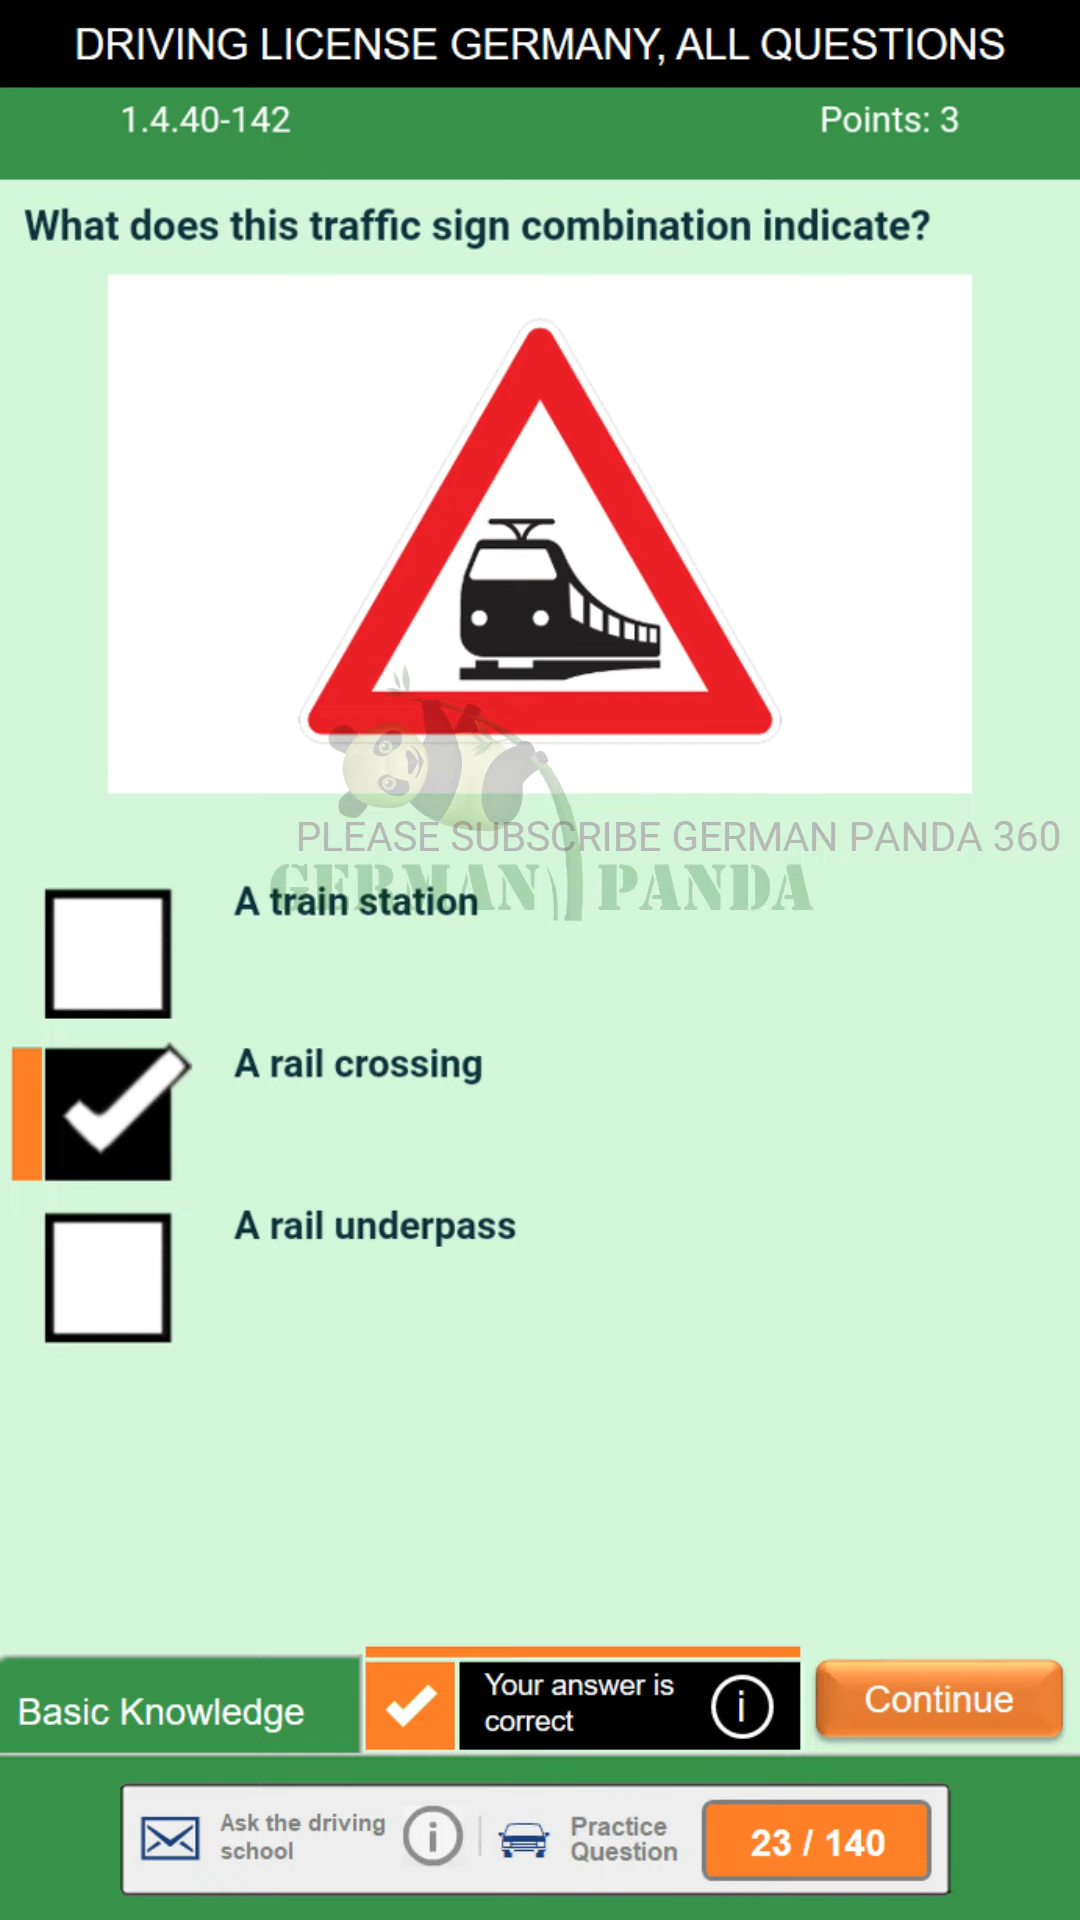 DRIVING LICENSE GERMANY, ALL QUESTIONS
1.4.40-142 Points: 3
What does this traffic sign combination indicate?
PLEASE SUBSCRIBE GERMAN PANDA 360
GERMAN PANDA
A train station
A rail crossing
A rail underpass
Basic Knowledge
Your answer is
correct
i
Continue
Ask the driving
school
i
Practice
Question
23 / 140